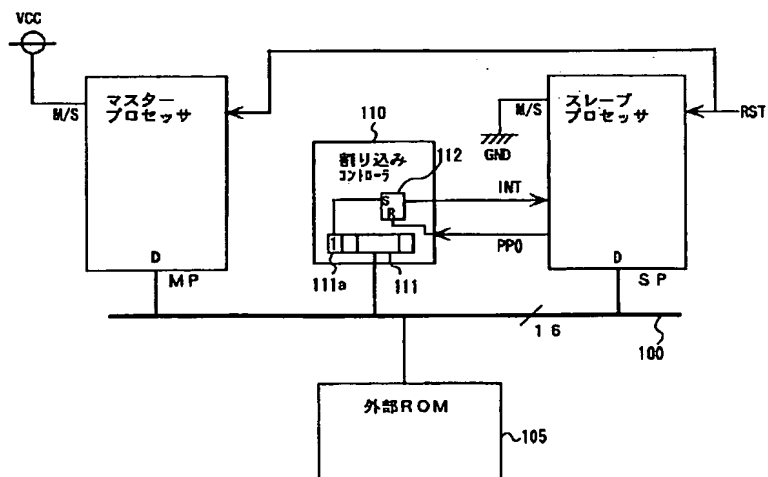 VCC
M/S
マスター
プロセッサ
D
MP
110
割り込み
コントローラ
112
S
R
1
111a
111
INT
PP0
M/S
GND
スレーブ
プロセッサ
RST
D
SP
16
100
外部ROM
105